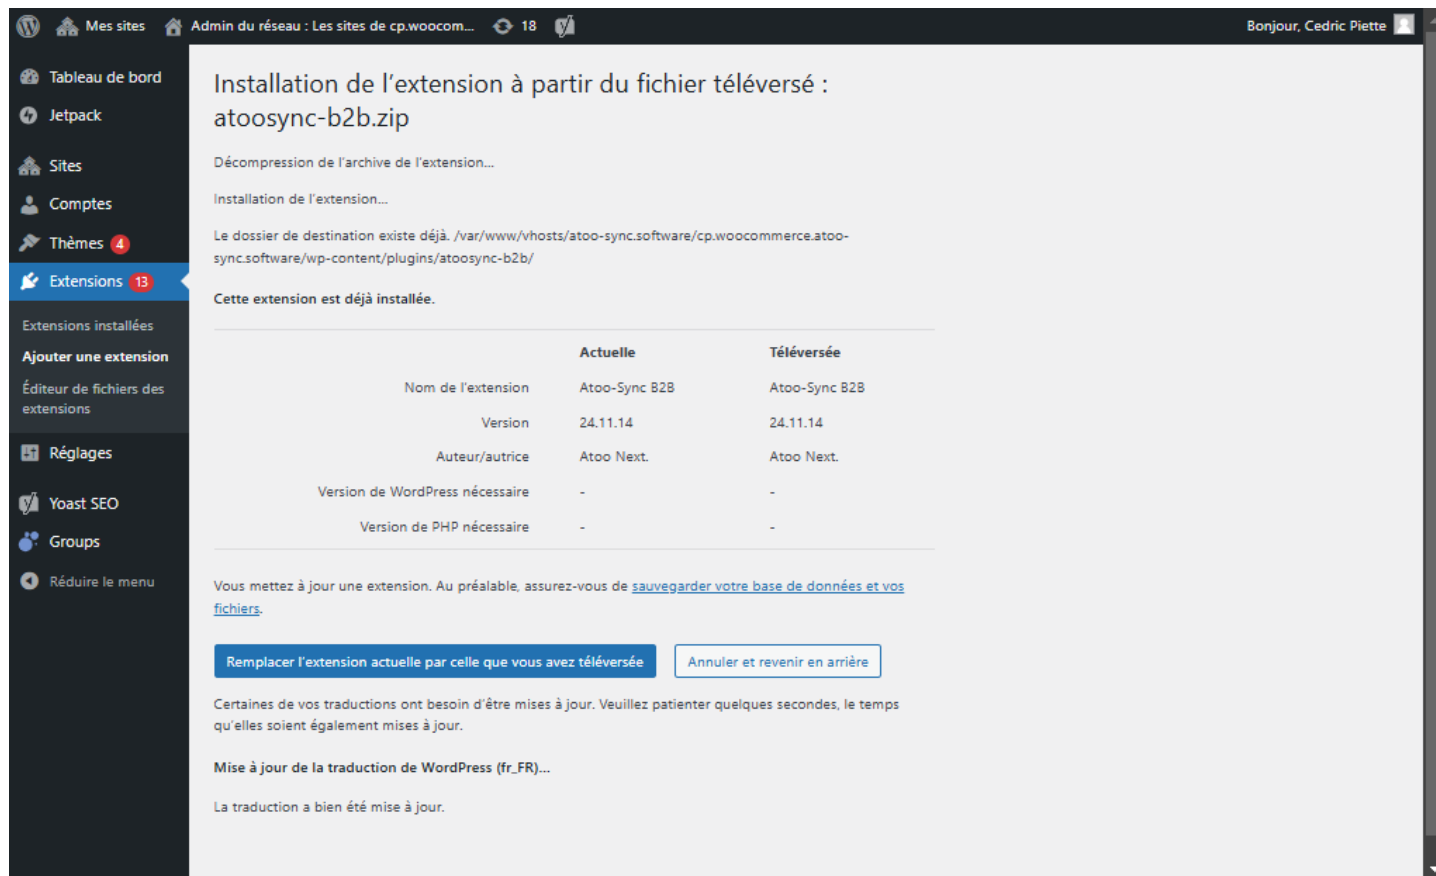 Mes sites
Admin du réseau : Les sites de cp.woocom...
18
Bonjour, Cedric Piette
Tableau de bord
Jetpack
Sites
Comptes
Thèmes 4
Extensions 13
Extensions installées
Ajouter une extension
Éditeur de fichiers des
extensions
Réglages
Yoast SEO
Groups
Réduire le menu
Installation de l’extension à partir du fichier téléversé :
atoosync-b2b.zip
Décompression de l’archive de l’extension…
Installation de l’extension…
Le dossier de destination existe déjà. /var/www/vhosts/atoo-sync.software/cp.woocommerce.atoo-
sync.software/wp-content/plugins/atoosync-b2b/
Cette extension est déjà installée.
Actuelle Téléversée
Nom de l’extension Atoo-Sync B2B Atoo-Sync B2B
Version 24.11.14 24.11.14
Auteur/autrice Atoo Next. Atoo Next.
Version de WordPress nécessaire - -
Version de PHP nécessaire - -
Vous mettez à jour une extension. Au préalable, assurez-vous de sauvegarder votre base de données et vos
fichiers.
Remplacer l’extension actuelle par celle que vous avez téléversée
Annuler et revenir en arrière
Certaines de vos traductions ont besoin d’être mises à jour. Veuillez patienter quelques secondes, le temps
qu’elles soient également mises à jour.
Mise à jour de la traduction de WordPress (fr_FR)…
La traduction a bien été mise à jour.